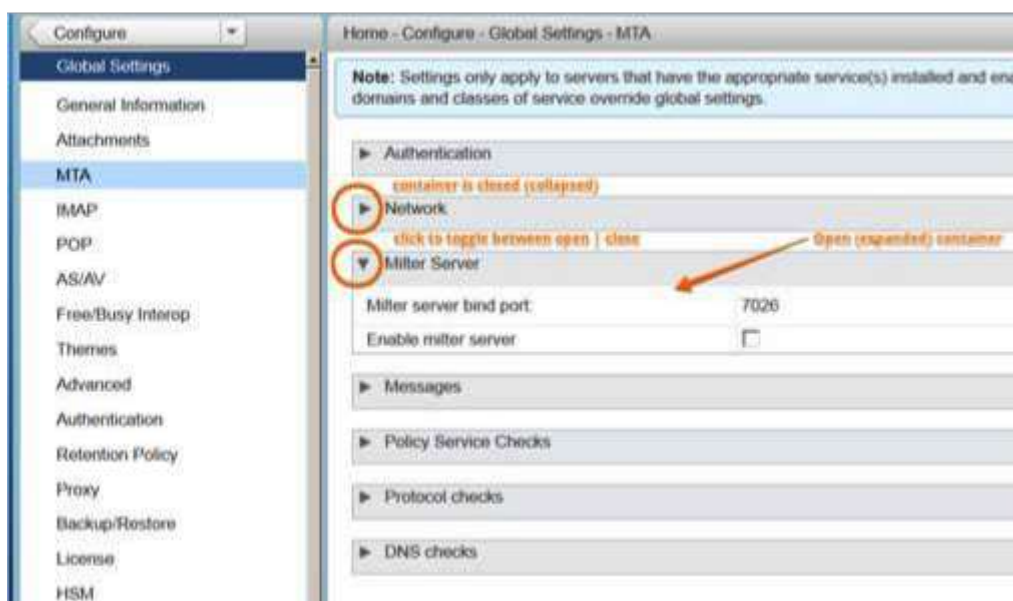 Configure
Global Settings
General Information
Attachments
MTA
IMAP
POP
AS/AV
Free/Busy Interop
Themes
Advanced
Authentication
Retention Policy
Proxy
Backup/Restore
License
HSM
Home - Configure - Global Settings - MTA
Note: Settings only apply to servers that have the appropriate service(s) installed and ena
domains and classes of service override global settings.
Authentication
container is closed (collapsed)
Network
click to toggle between open | close
Open (expanded) container
Milter Server
Milter server bind port: 7026
Enable milter server
Messages
Policy Service Checks
Protocol checks
DNS checks